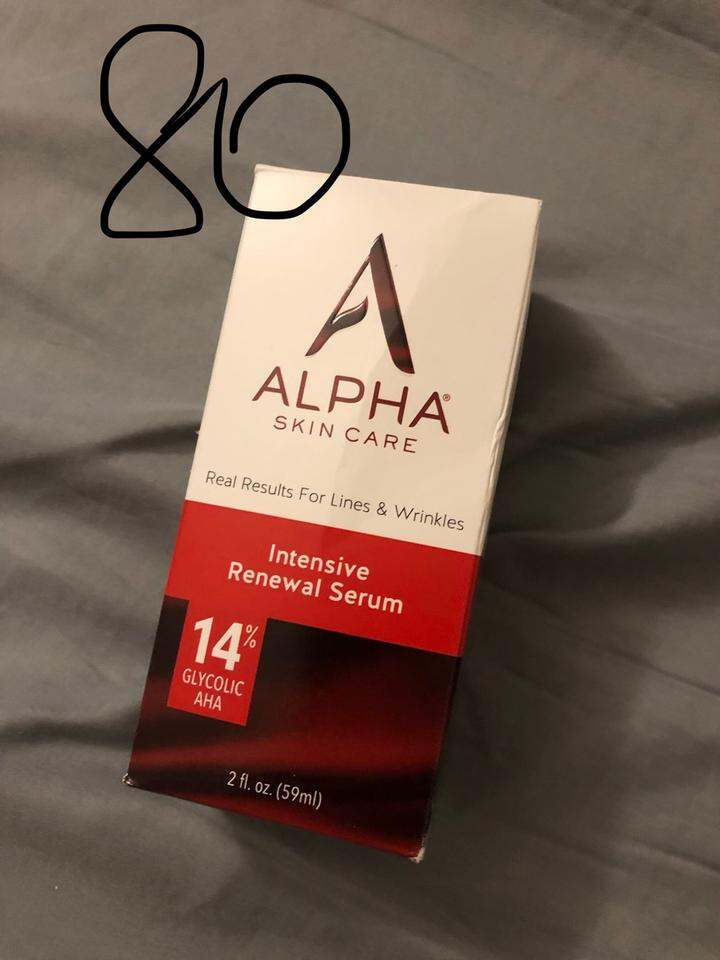 80
ALPHA®
SKIN CARE
Real Results For Lines & Wrinkles
Intensive
Renewal Serum
14%
GLYCOLIC
AHA
2 fl. oz. (59ml)